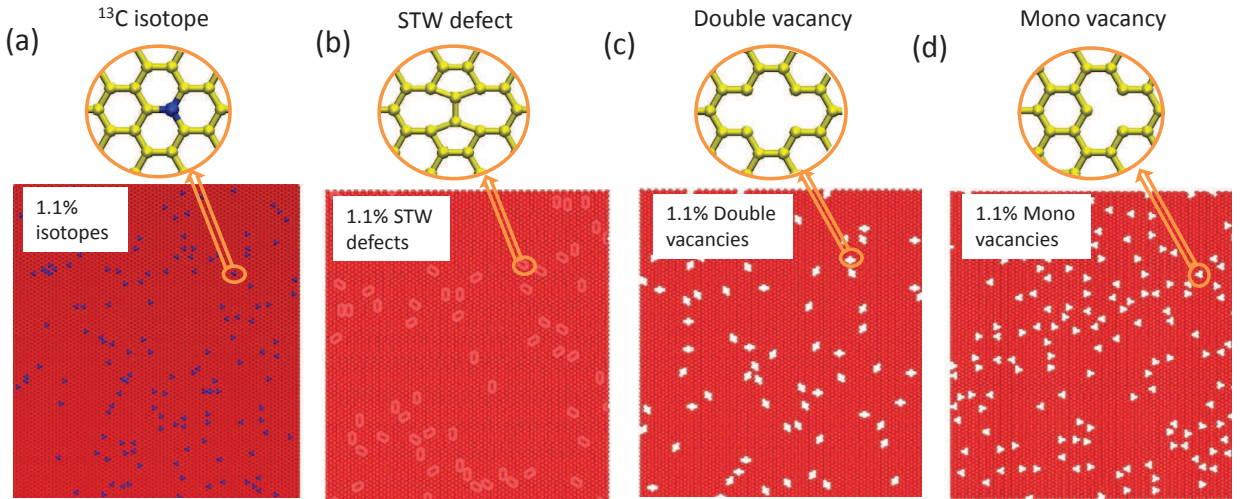 (a)
¹³C isotope
1.1%
isotopes
(b)
STW defect
1.1% STW
defects
(c)
Double vacancy
1.1% Double
vacancies
(d)
Mono vacancy
1.1% Mono
vacancies